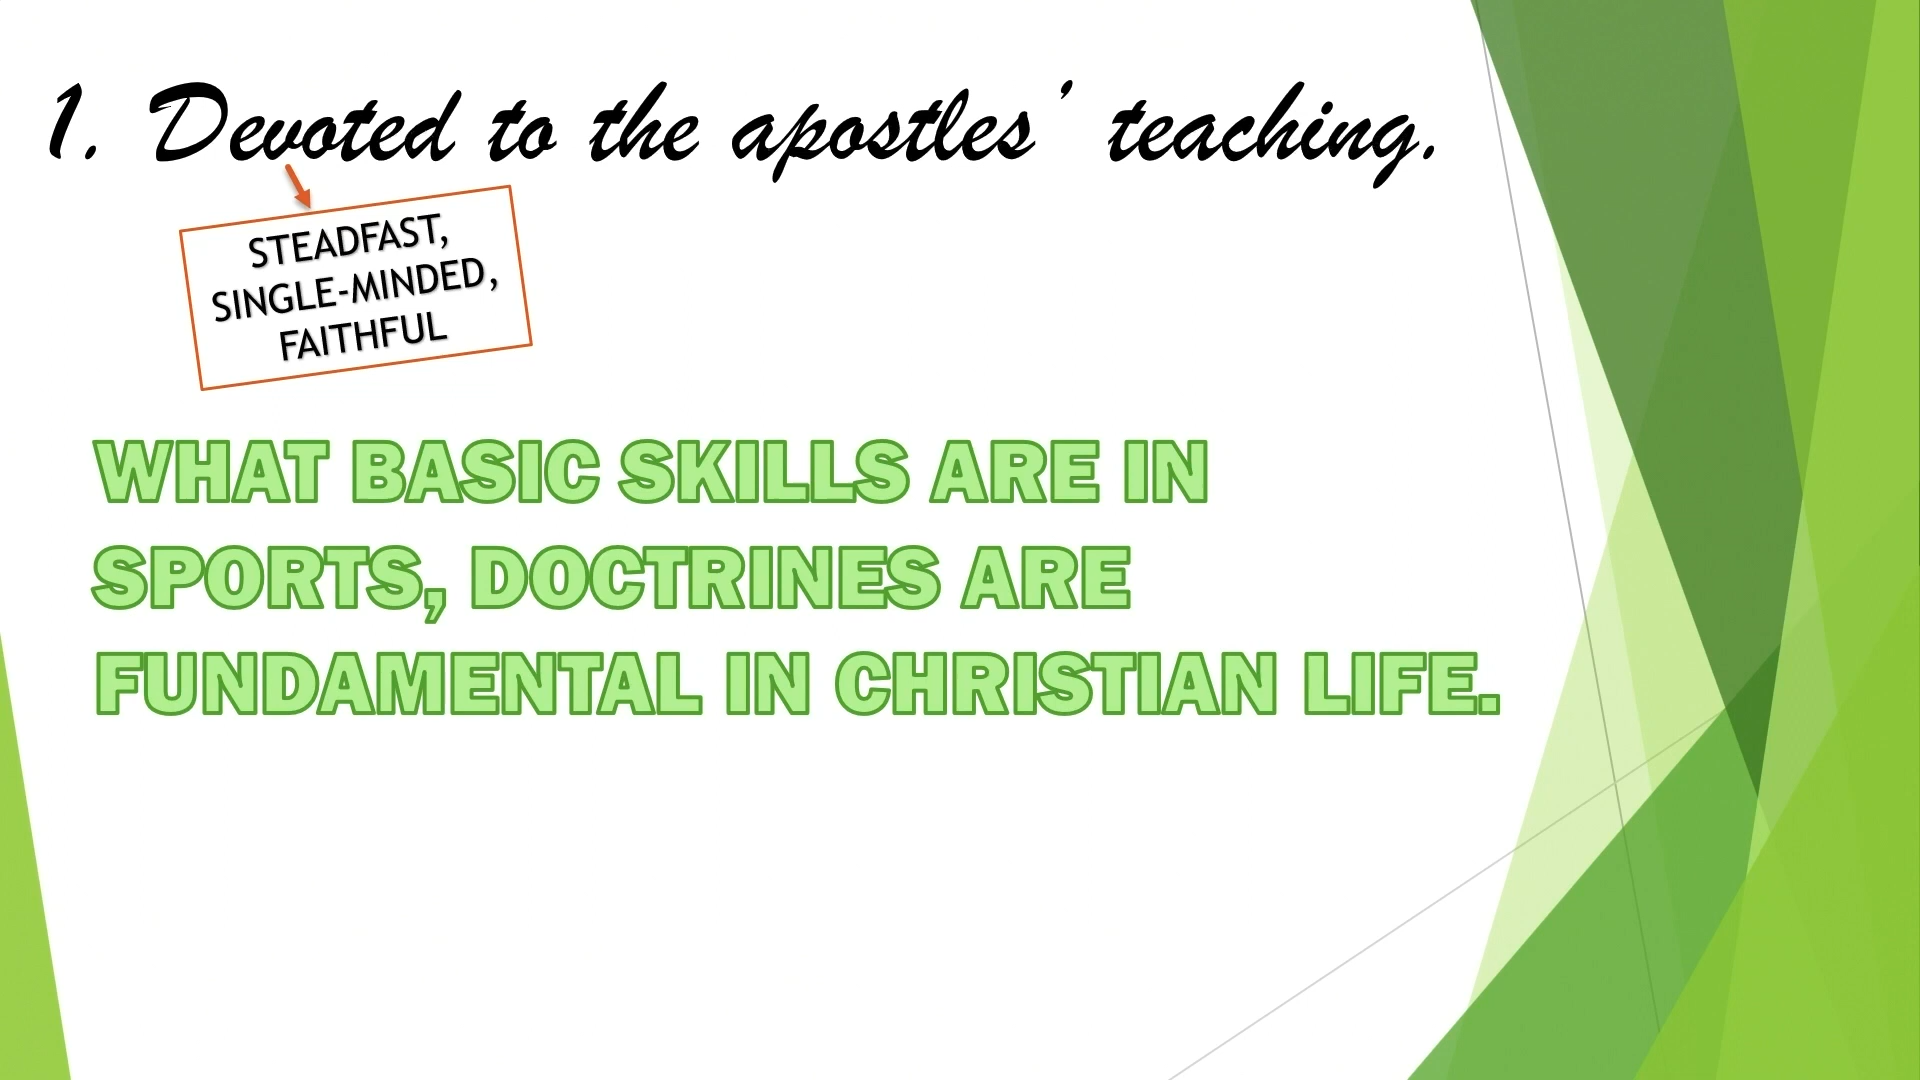 1. Devoted to the apostles’ teaching.
STEADFAST,
SINGLE-MINDED,
FAITHFUL
WHAT BASIC SKILLS ARE IN
SPORTS, DOCTRINES ARE
FUNDAMENTAL IN CHRISTIAN LIFE.